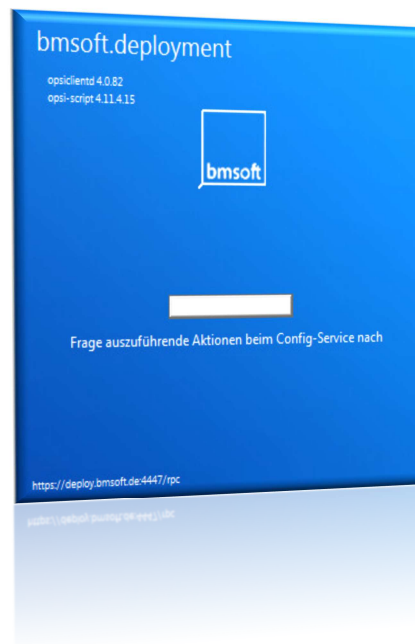 bmsoft.deployment
opsiclientd 4.0.82
opsi-script 4.11.4.15
bmsoft
Frage auszuführende Aktionen beim Config-Service nach
https://deploy.bmsoft.de:4447/rpc